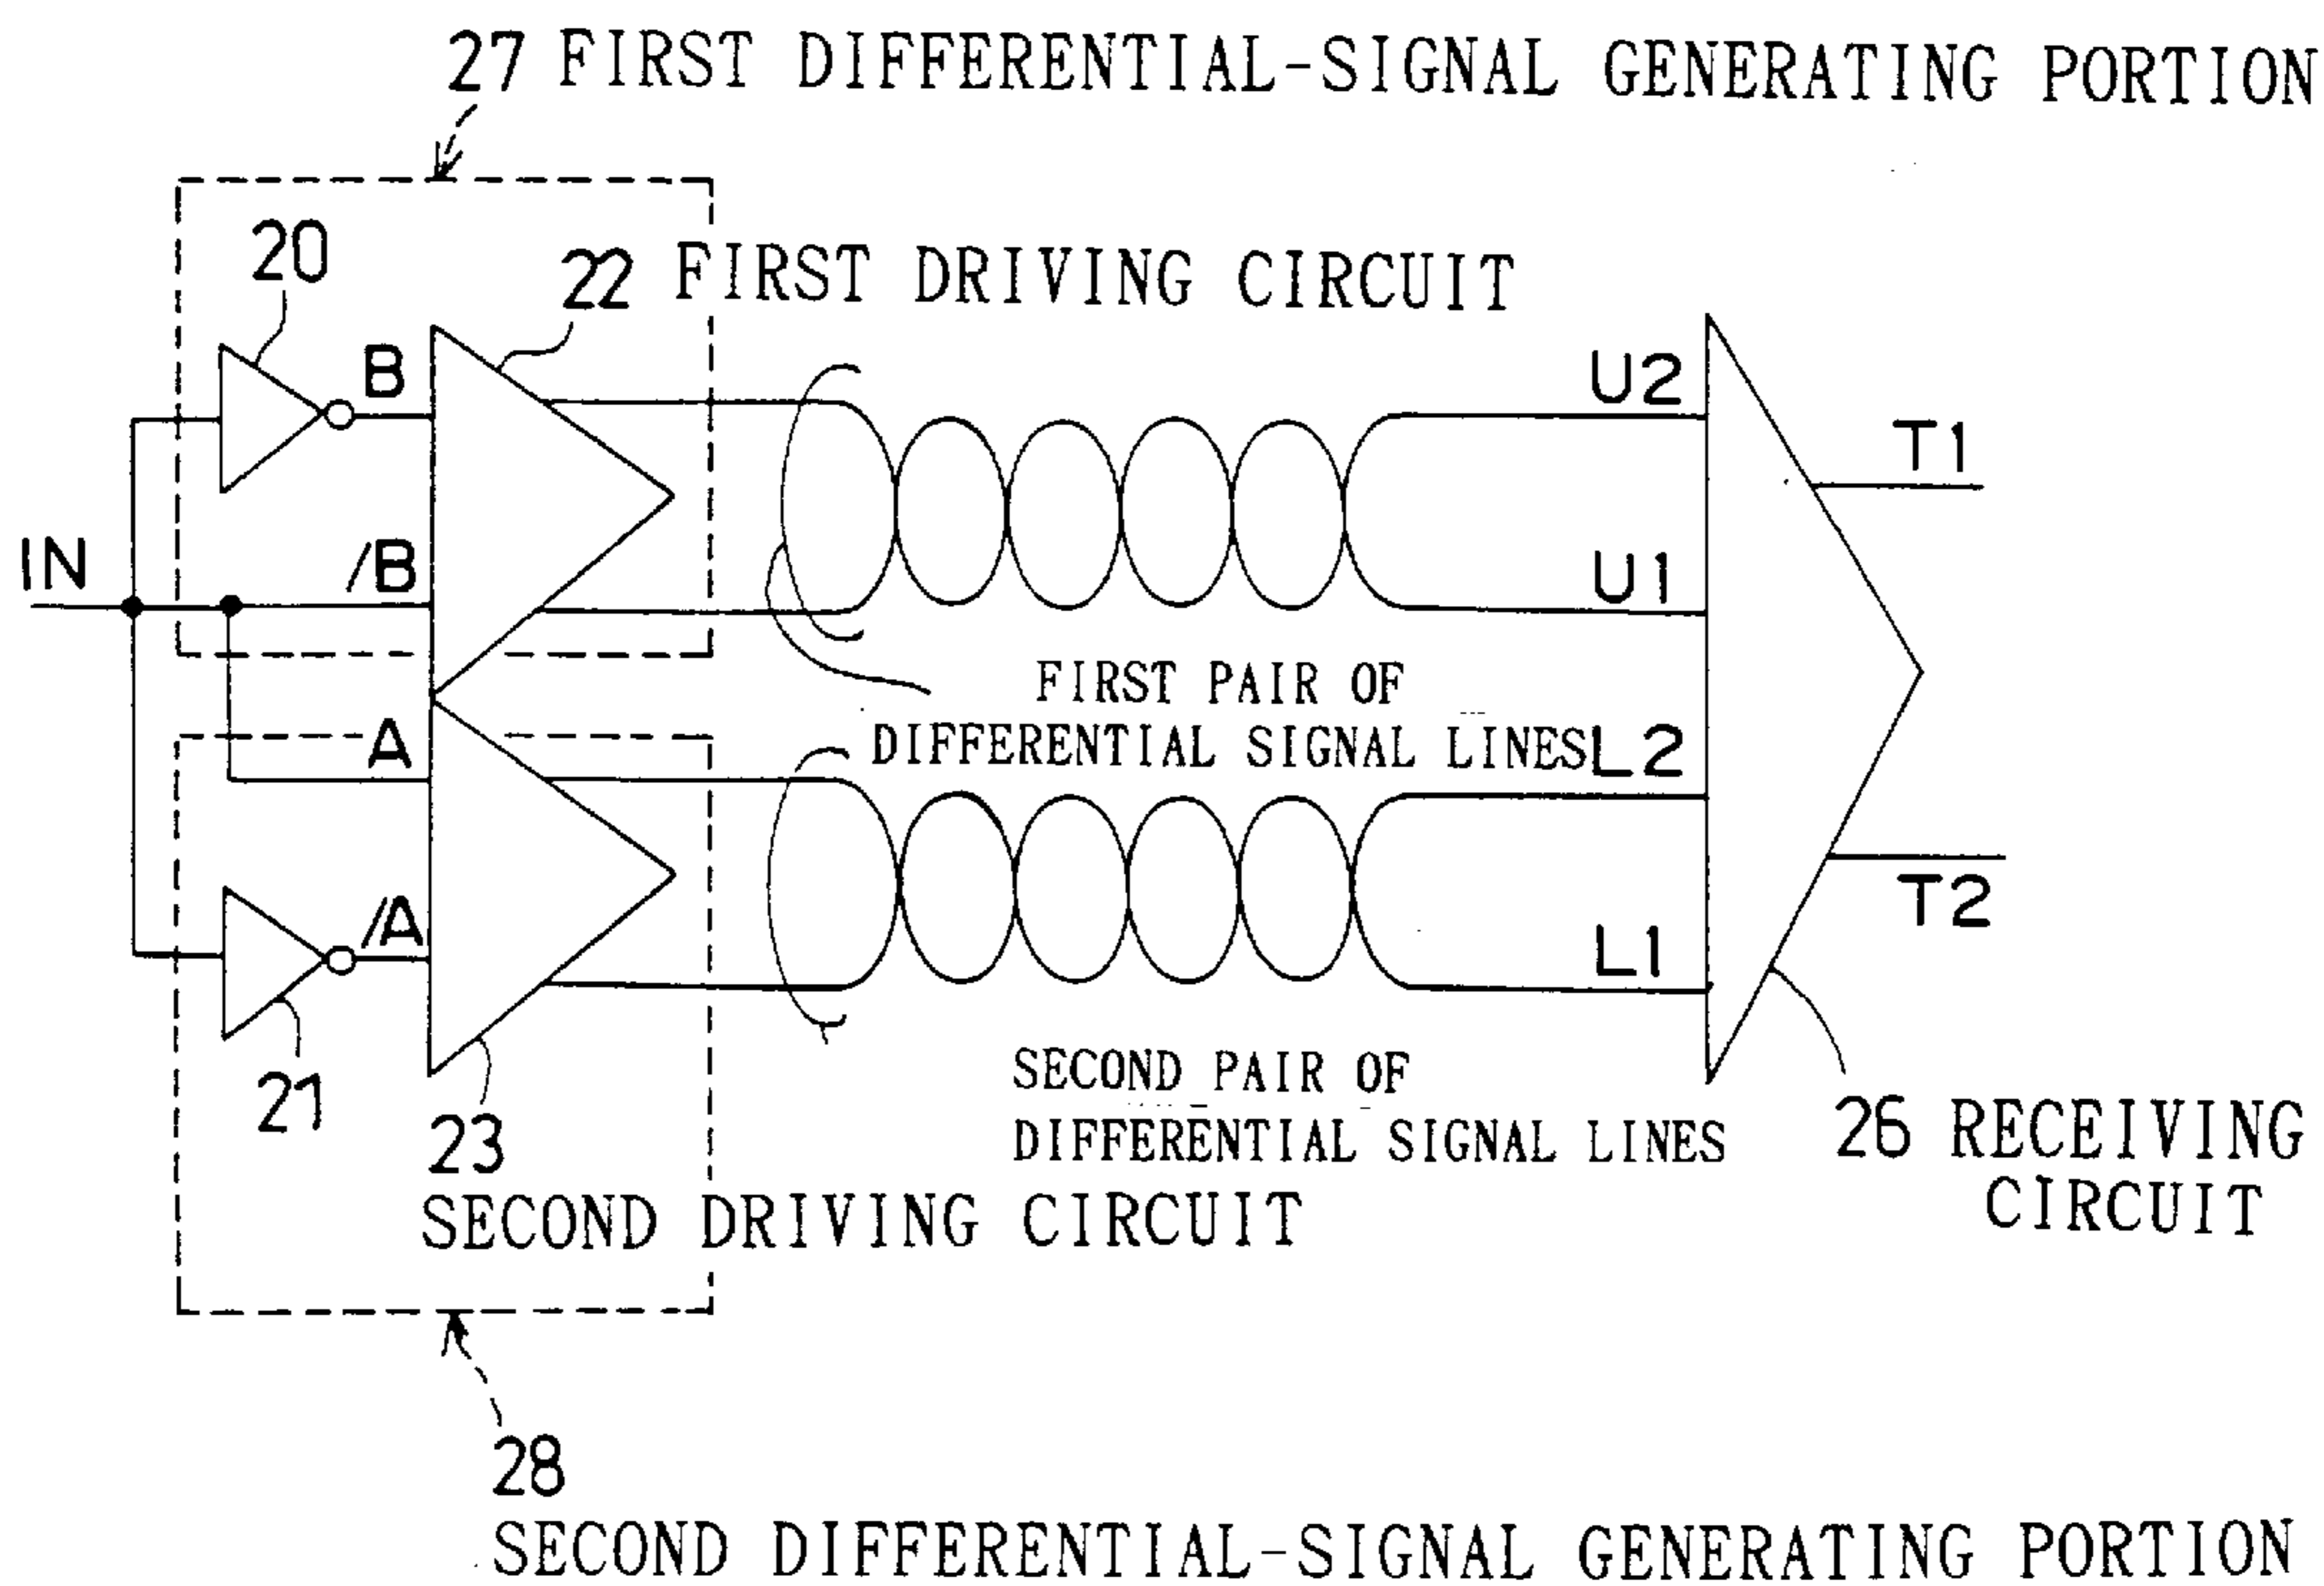 27 FIRST DIFFERENTIAL-SIGNAL GENERATING PORTION
20
22 FIRST DRIVING CIRCUIT
B
U2
T1
IN
/B
U1
FIRST PAIR OF
DIFFERENTIAL SIGNAL LINES
A
L2
/A
T2
L1
21
23
SECOND DRIVING CIRCUIT
SECOND PAIR OF
DIFFERENTIAL SIGNAL LINES
26 RECEIVING
CIRCUIT
28
SECOND DIFFERENTIAL-SIGNAL GENERATING PORTION